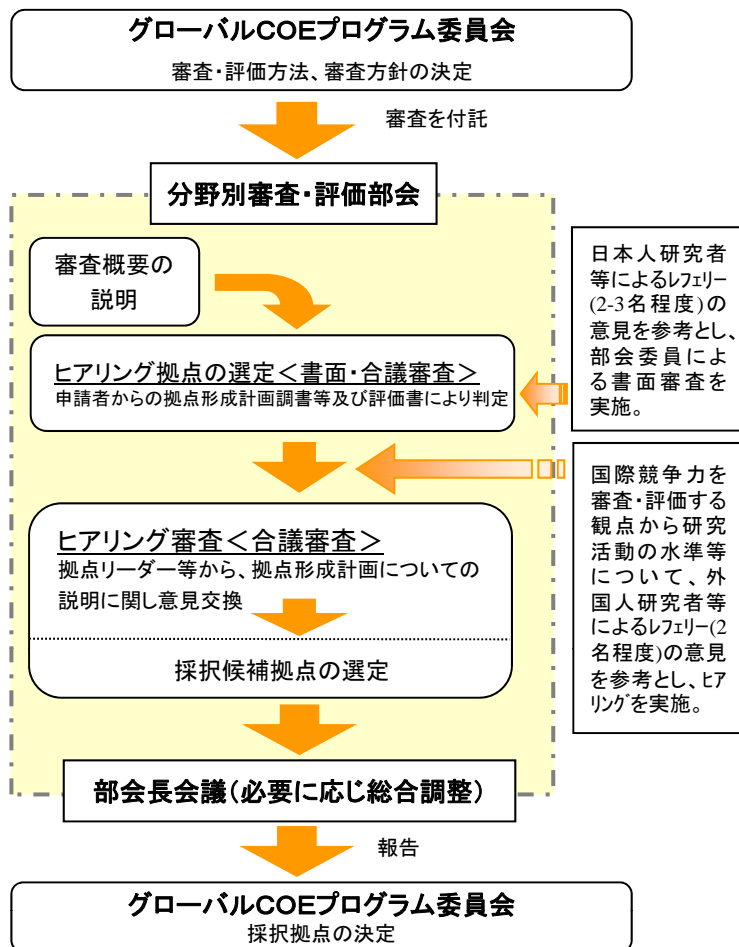 グローバルCOEプログラム委員会
審査・評価方法、審査方針の決定
審査を付託
分野別審査・評価部会
審査概要の
説明
日本人研究者
等によるレフェリー
(2-3名程度)の
意見を参考とし、
部会委員によ
る書面審査を
実施。
ヒアリング拠点の選定＜書面・合議審査＞
申請者からの拠点形成計画調書等及び評価書により判定
国際競争力を
審査・評価する
観点から研究
活動の水準等
について、外
国人研究者等
によるレフェリー(2
名程度)の意見
を参考とし、ヒア
リングを実施。
ヒアリング審査＜合議審査＞
拠点リーダー等から、拠点形成計画についての
説明に関し意見交換
採択候補拠点の選定
部会長会議（必要に応じ総合調整）
報告
グローバルCOEプログラム委員会
採択拠点の決定